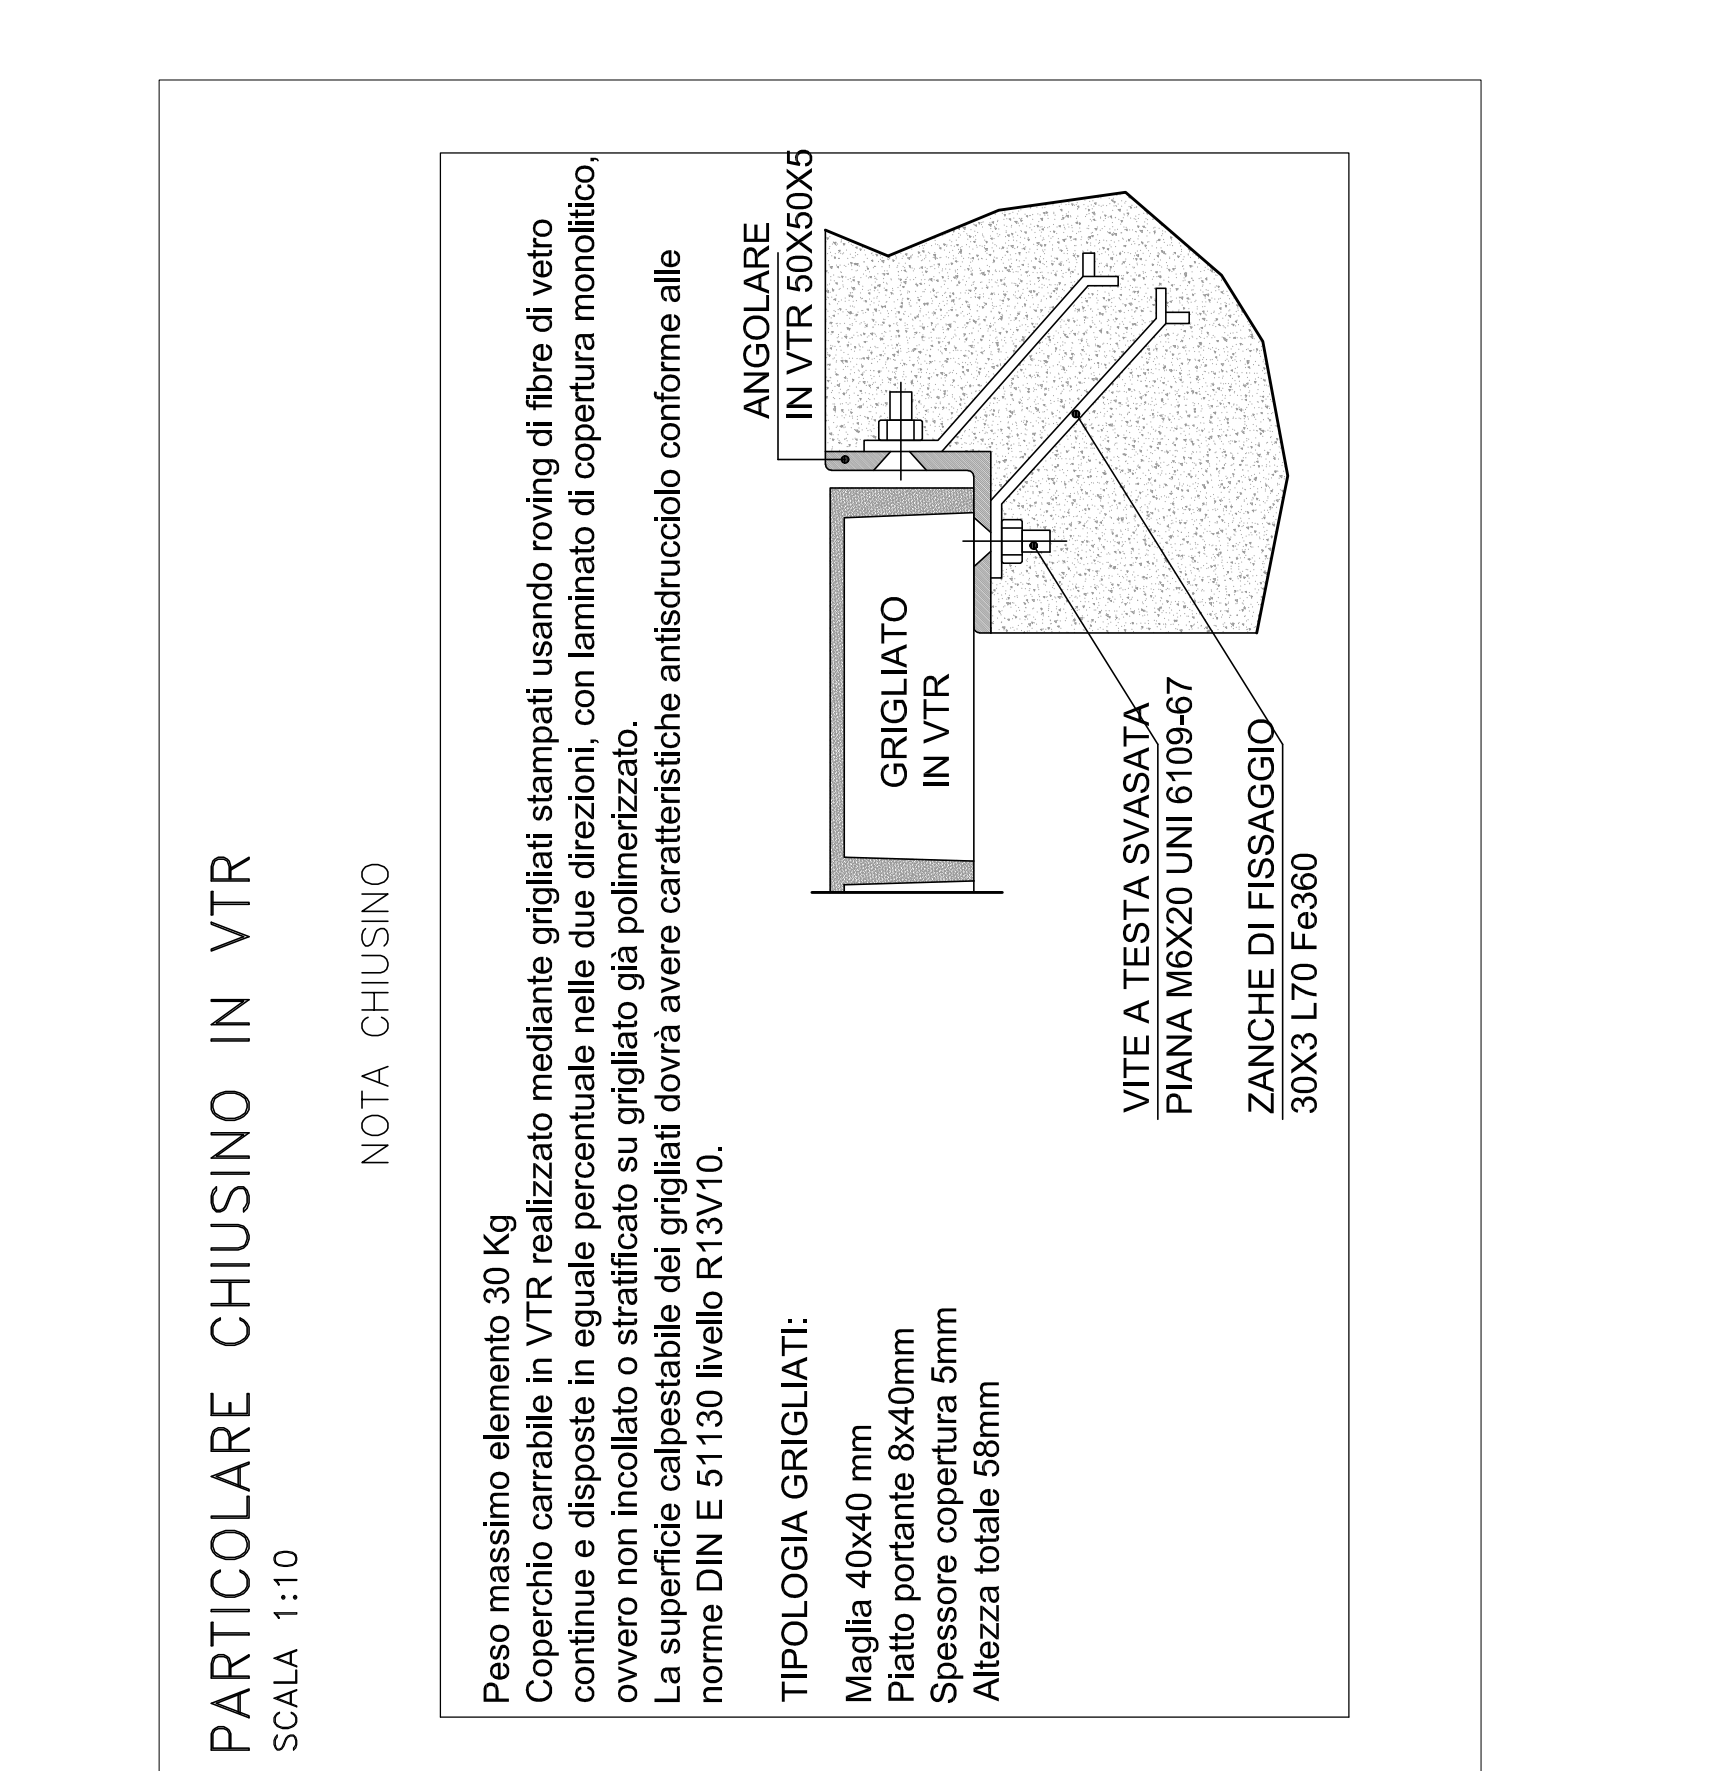 PARTICOLARE CHIUSINO IN VTR
SCALA 1:10
NOTA CHIUSINO
Peso massimo elemento 30 Kg
Coperchio carrabile in VTR realizzato mediante grigliati stampati usando roving di fibre di vetro
continue e disposte in eguale percentuale nelle due direzioni, con laminato di copertura monolitico,
ovvero non incollato o stratificato su grigliato già polimerizzato.
La superficie calpestabile dei grigliati dovrà avere caratteristiche antisdrucciolo conforme alle
norme DIN E 51130 livello R13V10.
TIPOLOGIA GRIGLIATI:
Maglia 40x40 mm
Piatto portante 8x40mm
Spessore copertura 5mm
Altezza totale 58mm
ANGOLARE
IN VTR 50X50X5
GRIGLIATO
IN VTR
VITE A TESTA SVASATA
PIANA M6X20 UNI 6109-67
ZANCHE DI FISSAGGIO
30X3 L70 Fe360